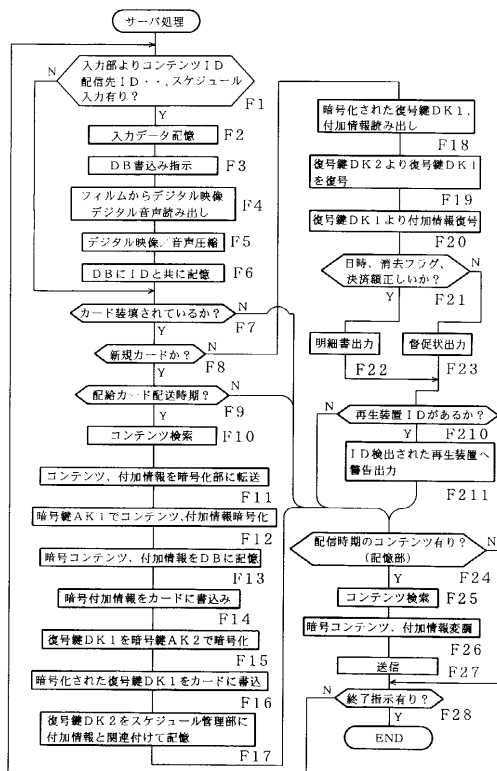 サーバ処理
入力部よりコンテンツID
配信先ID・・、スケジュール
入力有り?
N
F1
Y
入力データ記憶
F2
DB書込み指示
F3
フィルムからデジタル映像
デジタル音声読み出し
F4
デジタル映像/音声圧縮
F5
DBにIDと共に記憶
F6
カード装填されているか?
N
F7
Y
新規カードか?
N
F8
Y
配給カード配送時期?
N
F9
Y
コンテンツ検索
F10
コンテンツ、付加情報を暗号化部に転送
F11
暗号鍵AK1でコンテンツ、付加情報暗号化
F12
暗号コンテンツ、付加情報をDBに記憶
F13
暗号付加情報をカードに書込み
F14
復号鍵DK1を暗号鍵AK2で暗号化
F15
暗号化された復号鍵DK1をカードに書込
F16
復号鍵DK2をスケジュール管理部に
付加情報と関連付けて記憶
F17
暗号化された復号鍵DK1、
付加情報読み出し
F18
復号鍵DK2より復号鍵DK1
を復号
F19
復号鍵DK1より付加情報復号
F20
日時、消去フラグ、
決済額正しいか?
N
F21
Y
明細書出力
F22
督促状出力
F23
再生装置IDがあるか?
N
F210
Y
ID検出された再生装置へ
警告出力
F211
配信時期のコンテンツ有り?
(記憶部)
N
F24
Y
コンテンツ検索
F25
暗号コンテンツ、付加情報変調
F26
送信
F27
終了指示有り?
N
F28
Y
END